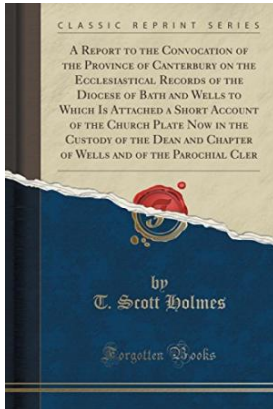 CLASSIC REPRINT SERIES
A REPORT TO THE CONVOCATION OF
THE PROVINCE OF CANTERBURY ON THE
ECCLESIASTICAL RECORDS OF THE
DIOCESE OF BATH AND WELLS TO
WHICH IS ATTACHED A SHORT ACCOUNT
OF THE CHURCH PLATE NOW IN THE
CUSTODY OF THE DEAN AND CHAPTER
OF WELLS AND OF THE PAROCHIAL CLER
F
by
T. Scott Holmes
Forgotten Books